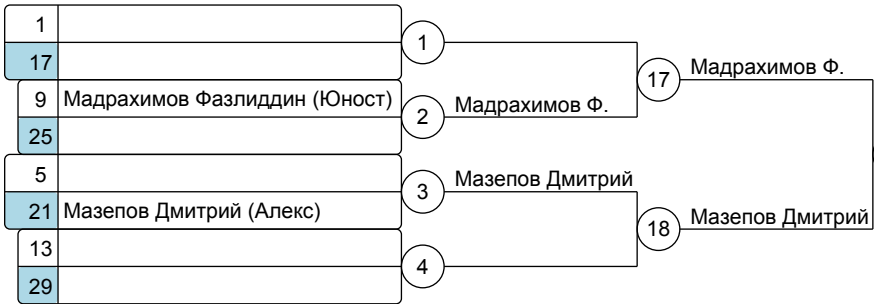 1
17
1
9 Мадрахимов Фазлиддин (Юност)
25
2
Мадрахимов Ф.
17
Мадрахимов Ф.
5
21 Мазепов Дмитрий (Алекс)
3
Мазепов Дмитрий
13
29
4
18
Мазепов Дмитрий